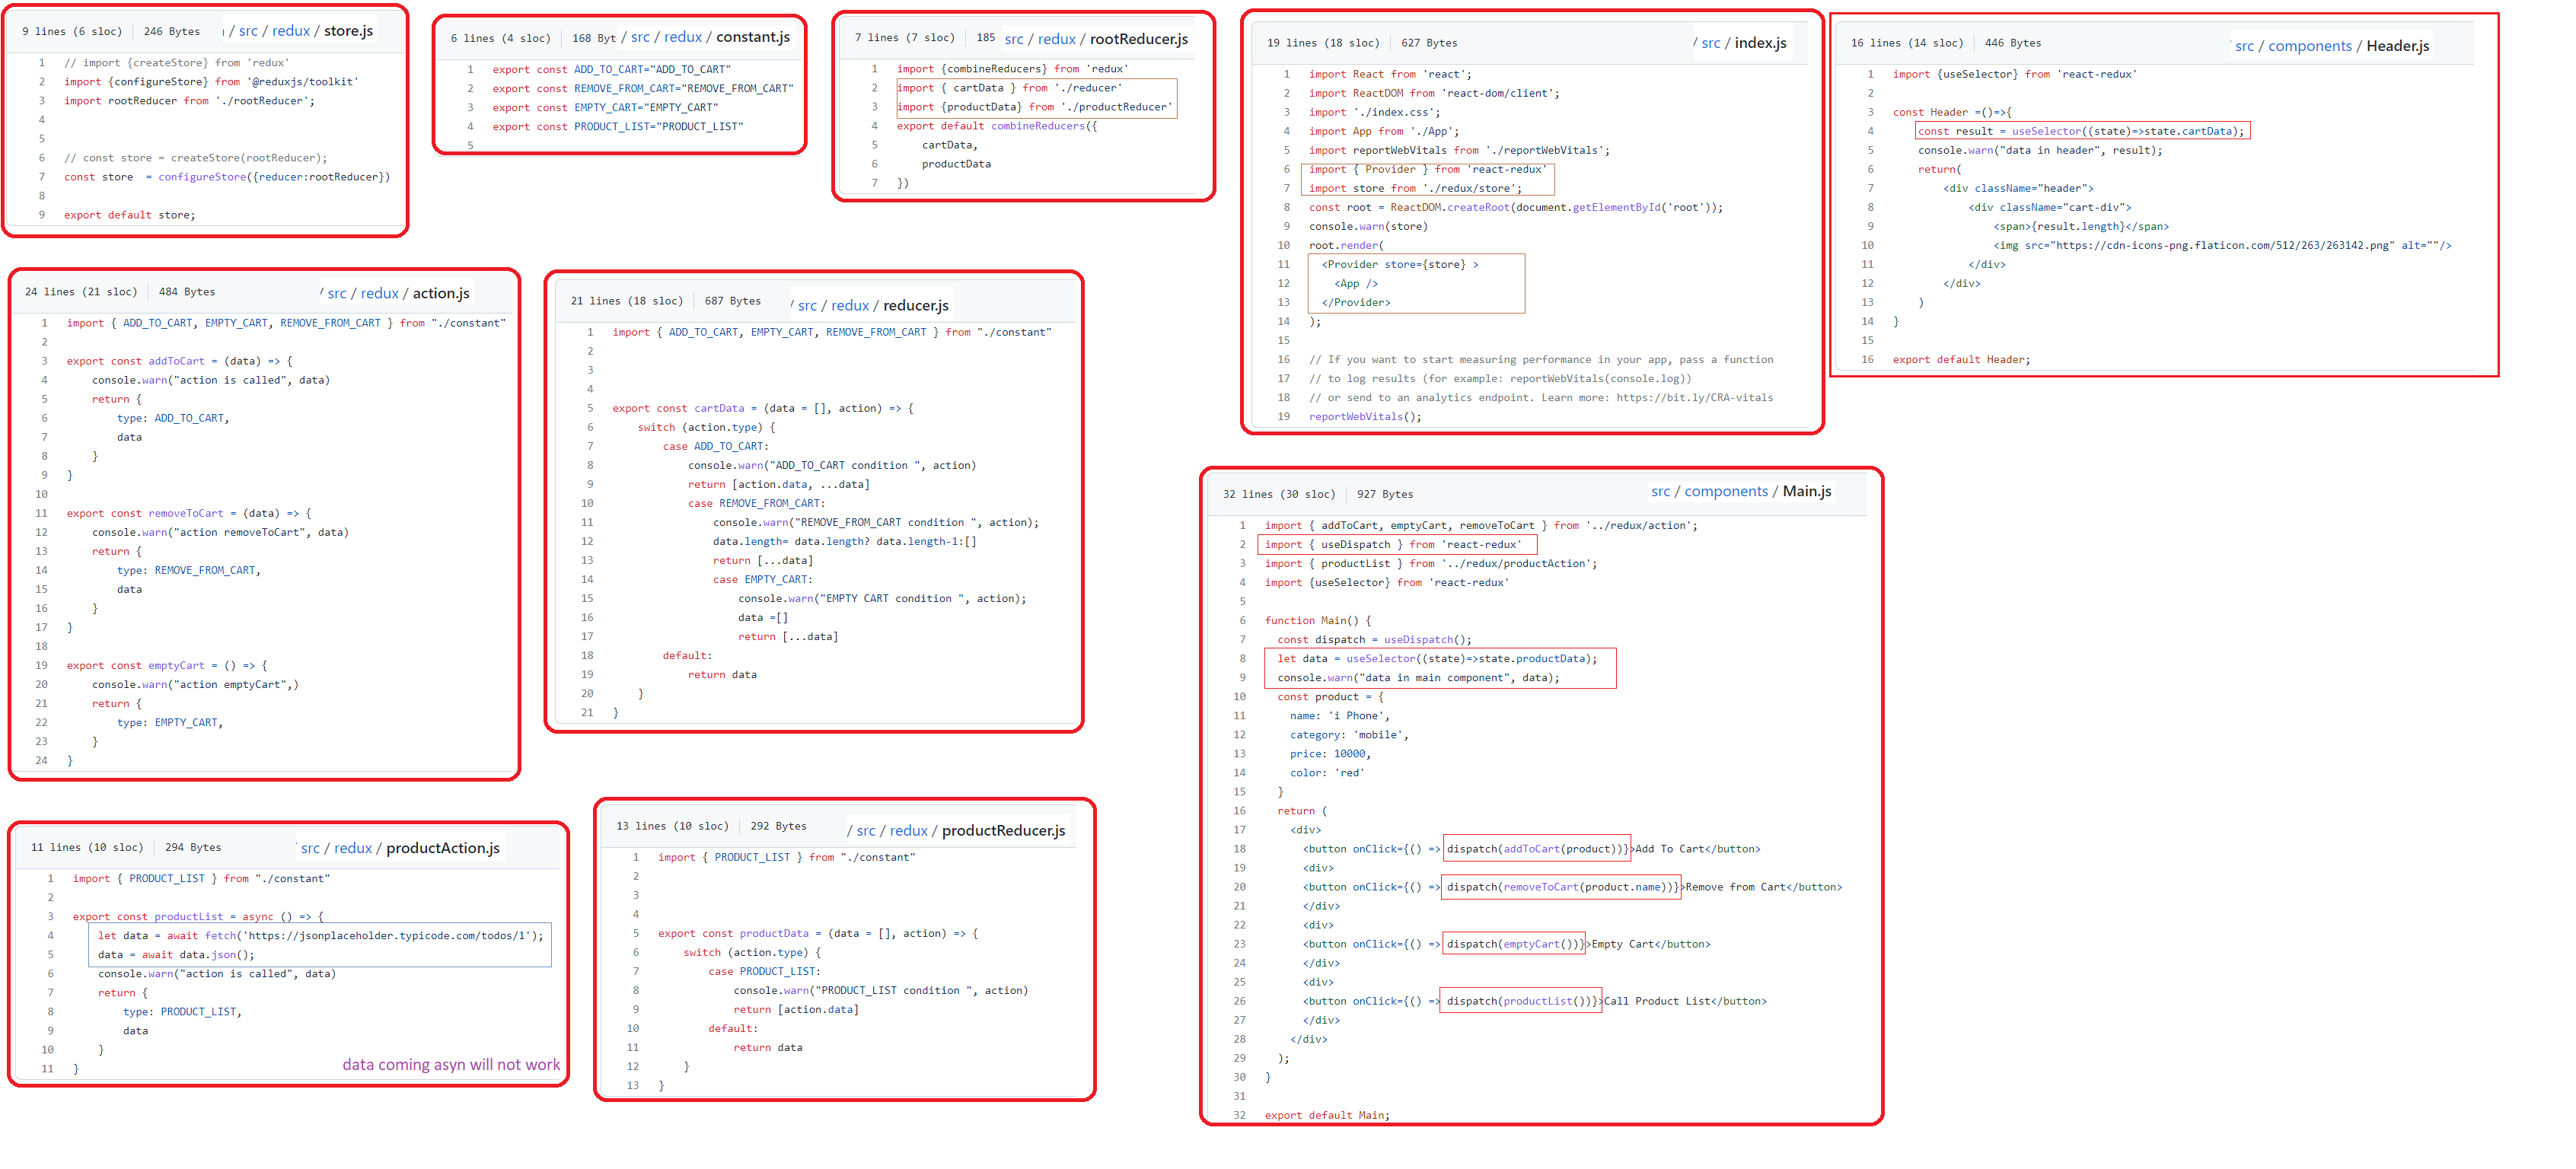 9 lines (6 sloc) 246 Bytes / src / redux / store.js
1 // import {createStore} from 'redux'
2 import {configureStore} from '@reduxjs/toolkit'
3 import rootReducer from './rootReducer';
4
5
6 // const store = createStore(rootReducer);
7 const store  = configureStore({reducer:rootReducer})
8
9 export default store;
6 lines (4 sloc) 168 Byt / src / redux / constant.js
1 export const ADD_TO_CART="ADD_TO_CART"
2 export const REMOVE_FROM_CART="REMOVE_FROM_CART"
3 export const EMPTY_CART="EMPTY_CART"
4 export const PRODUCT_LIST="PRODUCT_LIST"
5
7 lines (7 sloc) 185 src / redux / rootReducer.js
1 import {combineReducers} from 'redux'
2 import { cartData } from './reducer'
3 import {productData} from './productReducer'
4 export default combineReducers({
5     cartData,
6     productData
7 })
19 lines (18 sloc) 627 Bytes / src / index.js
1 import React from 'react';
2 import ReactDOM from 'react-dom/client';
3 import './index.css';
4 import App from './App';
5 import reportWebVitals from './reportWebVitals';
6 import { Provider } from 'react-redux'
7 import store from './redux/store';
8 const root = ReactDOM.createRoot(document.getElementById('root'));
9 console.warn(store)
10 root.render(
11   <Provider store={store} >
12     <App />
13   </Provider>
14 );
15
16 // If you want to start measuring performance in your app, pass a function
17 // to log results (for example: reportWebVitals(console.log))
18 // or send to an analytics endpoint. Learn more: https://bit.ly/CRA-vitals
19 reportWebVitals();
16 lines (14 sloc) 446 Bytes src / components / Header.js
1 import {useSelector} from 'react-redux'
2
3 const Header =()=>{
4     const result = useSelector((state)=>state.cartData);
5     console.warn("data in header", result);
6     return(
7         <div className="header">
8             <div className="cart-div">
9                 <span>{result.length}</span>
10                 <img src="https://cdn-icons-png.flaticon.com/512/263/263142.png" alt=""/>
11             </div>
12         </div>
13     )
14 }
15
16 export default Header;
24 lines (21 sloc) 484 Bytes / src / redux / action.js
1 import { ADD_TO_CART, EMPTY_CART, REMOVE_FROM_CART } from "./constant"
2
3 export const addToCart = (data) => {
4     console.warn("action is called", data)
5     return {
6         type: ADD_TO_CART,
7         data
8     }
9 }
10
11 export const removeToCart = (data) => {
12     console.warn("action removeToCart", data)
13     return {
14         type: REMOVE_FROM_CART,
15         data
16     }
17 }
18
19 export const emptyCart = () => {
20     console.warn("action emptyCart",)
21     return {
22         type: EMPTY_CART,
23     }
24 }
21 lines (18 sloc) 687 Bytes / src / redux / reducer.js
1 import { ADD_TO_CART, EMPTY_CART, REMOVE_FROM_CART } from "./constant"
2
3
4
5 export const cartData = (data = [], action) => {
6     switch (action.type) {
7         case ADD_TO_CART:
8             console.warn("ADD_TO_CART condition ", action)
9             return [action.data, ...data]
10             case REMOVE_FROM_CART:
11                 console.warn("REMOVE_FROM_CART condition ", action);
12                 data.length= data.length? data.length-1:[]
13                 return [...data]
14                 case EMPTY_CART:
15                     console.warn("EMPTY CART condition ", action);
16                     data =[]
17                     return [...data]
18         default:
19             return data
20     }
21 }
32 lines (30 sloc) 927 Bytes src / components / Main.js
1 import { addToCart, emptyCart, removeToCart } from '../redux/action';
2 import { useDispatch } from 'react-redux'
3 import { productList } from '../redux/productAction';
4 import {useSelector} from 'react-redux'
5
6 function Main() {
7   const dispatch = useDispatch();
8   let data = useSelector((state)=>state.productData);
9   console.warn("data in main component", data);
10   const product = {
11     name: 'i Phone',
12     category: 'mobile',
13     price: 10000,
14     color: 'red'
15   }
16   return (
17     <div>
18       <button onClick={() => dispatch(addToCart(product))}>Add To Cart</button>
19       <div>
20       <button onClick={() => dispatch(removeToCart(product.name))}>Remove from Cart</button>
21       </div>
22       <div>
23       <button onClick={() => dispatch(emptyCart())}>Empty Cart</button>
24       </div>
25       <div>
26       <button onClick={() => dispatch(productList())}>Call Product List</button>
27       </div>
28     </div>
29   );
30 }
31
32 export default Main;
11 lines (10 sloc) 294 Bytes src / redux / productAction.js
1 import { PRODUCT_LIST } from "./constant"
2
3 export const productList = async () => {
4     let data = await fetch('https://jsonplaceholder.typicode.com/todos/1');
5     data = await data.json();
6     console.warn("action is called", data)
7     return {
8         type: PRODUCT_LIST,
9         data
10     }
11 }
data coming asyn will not work
13 lines (10 sloc) 292 Bytes / src / redux / productReducer.js
1 import { PRODUCT_LIST } from "./constant"
2
3
4
5 export const productData = (data = [], action) => {
6     switch (action.type) {
7         case PRODUCT_LIST:
8             console.warn("PRODUCT_LIST condition ", action)
9             return [action.data]
10         default:
11             return data
12     }
13 }